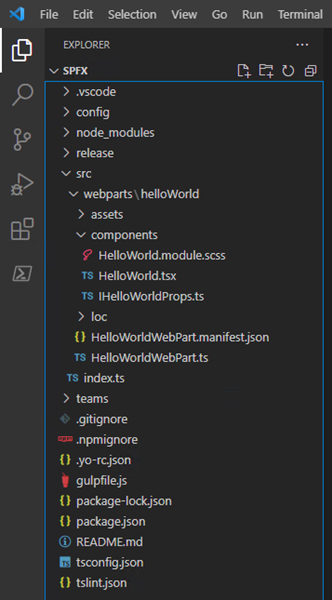 File Edit Selection View Go Run Terminal
EXPLORER
SPFX
.vscode
config
node_modules
release
src
webparts\helloWorld
assets
components
HelloWorld.module.scss
TS HelloWorld.tsx
TS IHelloWorldProps.ts
loc
{} HelloWorldWebPart.manifest.json
TS HelloWorldWebPart.ts
TS index.ts
teams
.gitignore
npm .npmignore
{} .yo-rc.json
gulpfile.js
{} package-lock.json
{} package.json
README.md
TS tsconfig.json
{} tslint.json